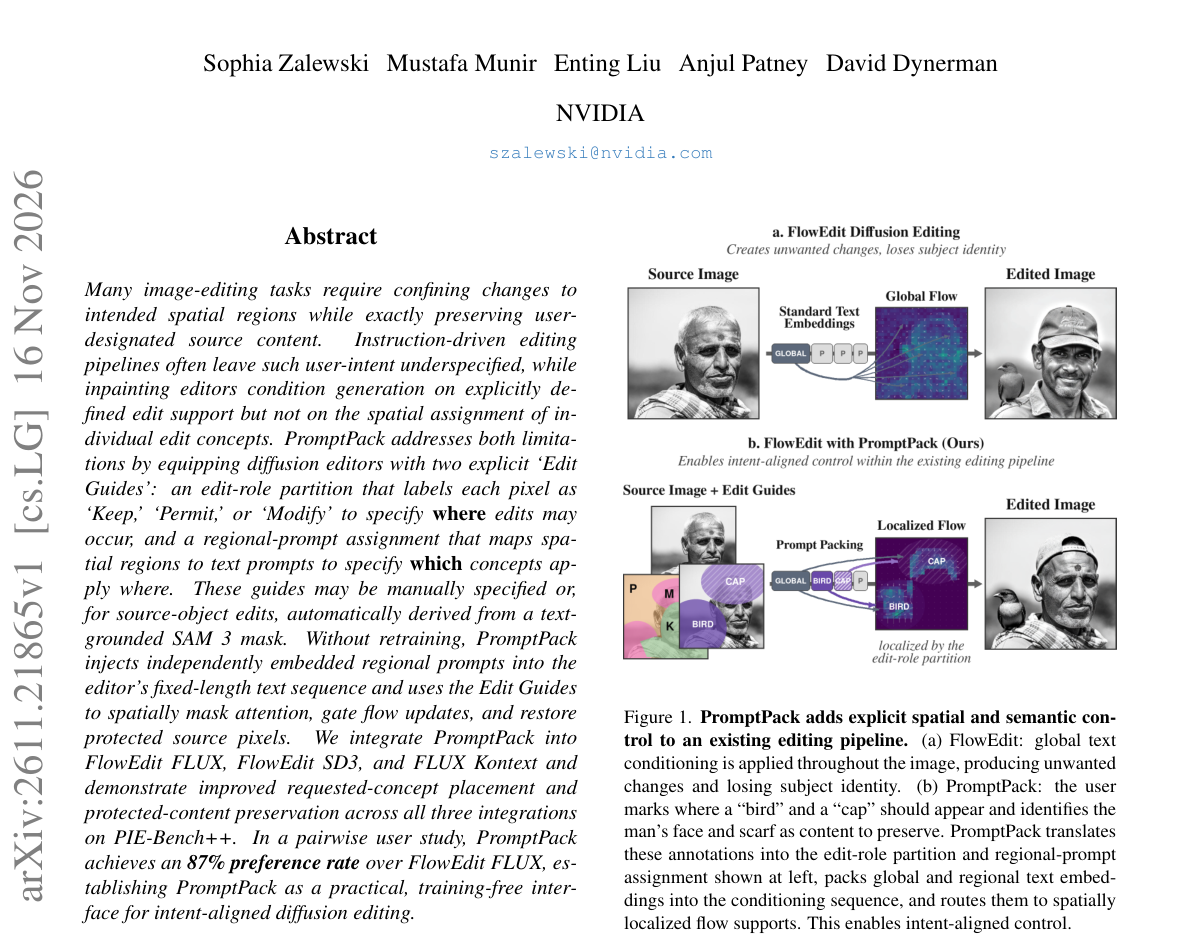 Sophia Zalewski Mustafa Munir Enting Liu Anjul Patney David Dynerman
NVIDIA
szalewski@nvidia.com
arXiv:2611.21865v1 [cs.LG] 16 Nov 2026
Abstract
Many image-editing tasks require confining changes to
intended spatial regions while exactly preserving user-
designated source content. Instruction-driven editing
pipelines often leave such user-intent underspecified, while
inpainting editors condition generation on explicitly de-
fined edit support but not on the spatial assignment of in-
dividual edit concepts. PromptPack addresses both limita-
tions by equipping diffusion editors with two explicit ‘Edit
Guides’: an edit-role partition that labels each pixel as
‘Keep,’ ‘Permit,’ or ‘Modify’ to specify where edits may
occur, and a regional-prompt assignment that maps spa-
tial regions to text prompts to specify which concepts ap-
ply where. These guides may be manually specified or,
for source-object edits, automatically derived from a text-
grounded SAM 3 mask. Without retraining, PromptPack
injects independently embedded regional prompts into the
editor’s fixed-length text sequence and uses the Edit Guides
to spatially mask attention, gate flow updates, and restore
protected source pixels. We integrate PromptPack into
FlowEdit FLUX, FlowEdit SD3, and FLUX Kontext and
demonstrate improved requested-concept placement and
protected-content preservation across all three integrations
on PIE-Bench++. In a pairwise user study, PromptPack
achieves an 87% preference rate over FlowEdit FLUX, es-
tablishing PromptPack as a practical, training-free inter-
face for intent-aligned diffusion editing.
a. FlowEdit Diffusion Editing
Creates unwanted changes, loses subject identity
Source Image
Standard Text
Embeddings
GLOBAL P P P
Global Flow
Edited Image
b. FlowEdit with PromptPack (Ours)
Enables intent-aligned control within the existing editing pipeline
Source Image + Edit Guides
P M K
CAP
BIRD
Prompt Packing
GLOBAL BIRD CAP P
Localized Flow
CAP
BIRD
localized by the
edit-role partition
Edited Image
Figure 1. PromptPack adds explicit spatial and semantic con-
trol to an existing editing pipeline. (a) FlowEdit: global text
conditioning is applied throughout the image, producing unwanted
changes and losing subject identity. (b) PromptPack: the user
marks where a “bird” and a “cap” should appear and identifies the
man’s face and scarf as content to preserve. PromptPack translates
these annotations into the edit-role partition and regional-prompt
assignment shown at left, packs global and regional text embed-
dings into the conditioning sequence, and routes them to spatially
localized flow supports. This enables intent-aligned control.